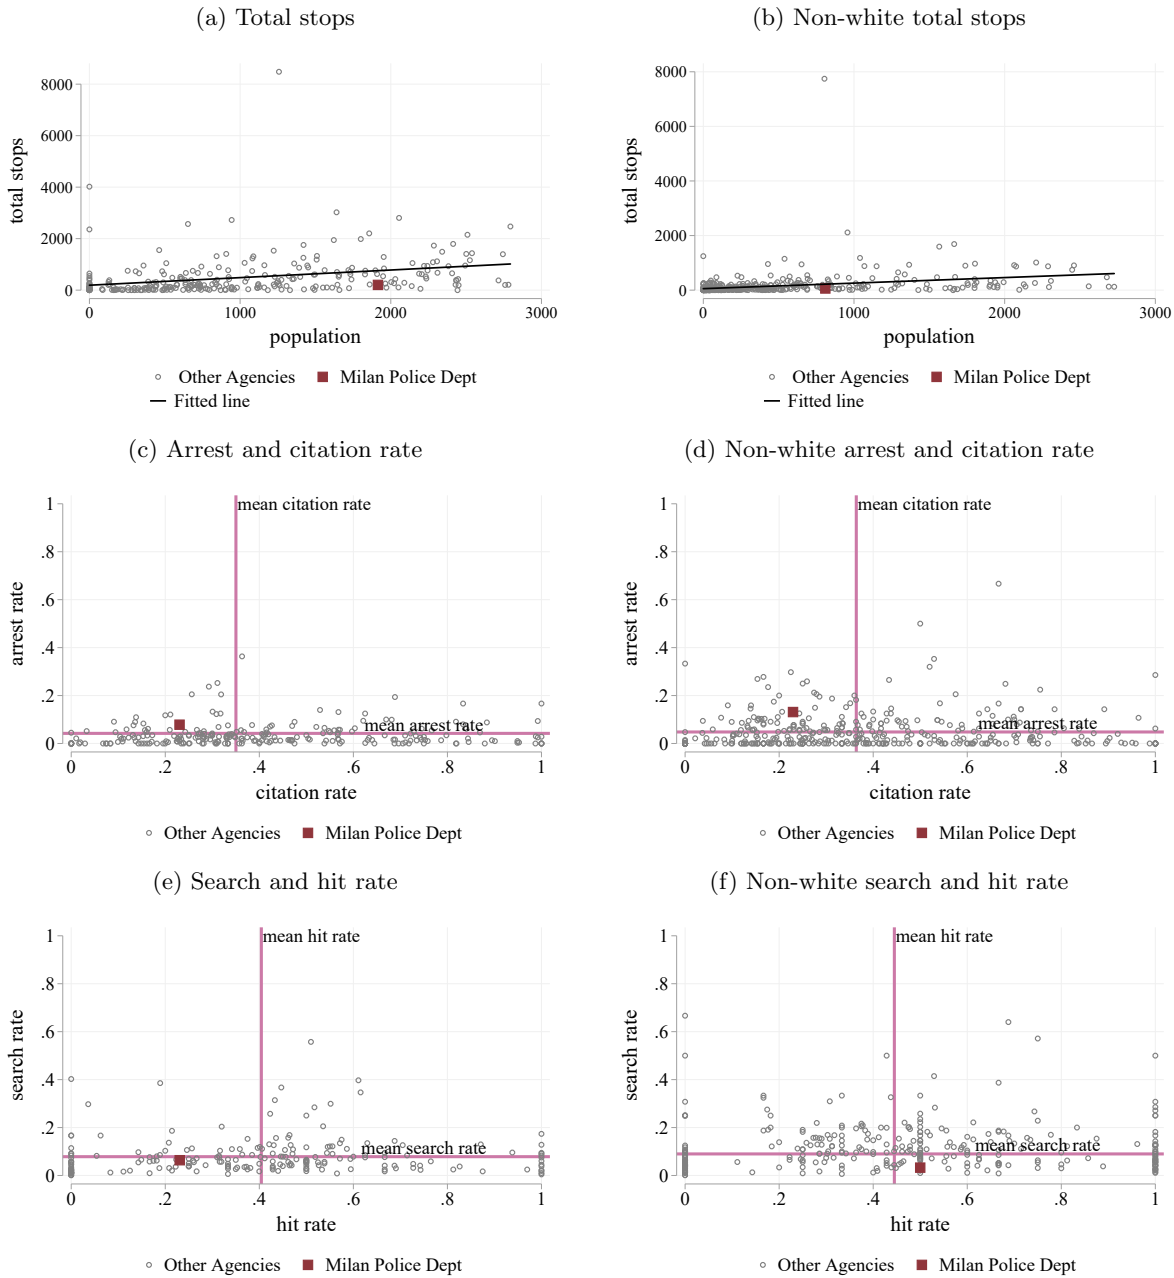 (a) Total stops
(b) Non-white total stops
total stops
8000
6000
4000
2000
0
0 1000 2000 3000
population
Other Agencies Milan Police Dept
Fitted line
total stops
8000
6000
4000
2000
0
0 1000 2000 3000
population
Other Agencies Milan Police Dept
Fitted line
(c) Arrest and citation rate
(d) Non-white arrest and citation rate
arrest rate
1
.8
.6
.4
.2
0
mean citation rate
mean arrest rate
0 .2 .4 .6 .8 1
citation rate
Other Agencies Milan Police Dept
arrest rate
1
.8
.6
.4
.2
0
mean citation rate
mean arrest rate
0 .2 .4 .6 .8 1
citation rate
Other Agencies Milan Police Dept
(e) Search and hit rate
(f) Non-white search and hit rate
search rate
1
.8
.6
.4
.2
0
mean hit rate
mean search rate
0 .2 .4 .6 .8 1
hit rate
Other Agencies Milan Police Dept
search rate
1
.8
.6
.4
.2
0
mean hit rate
mean search rate
0 .2 .4 .6 .8 1
hit rate
Other Agencies Milan Police Dept